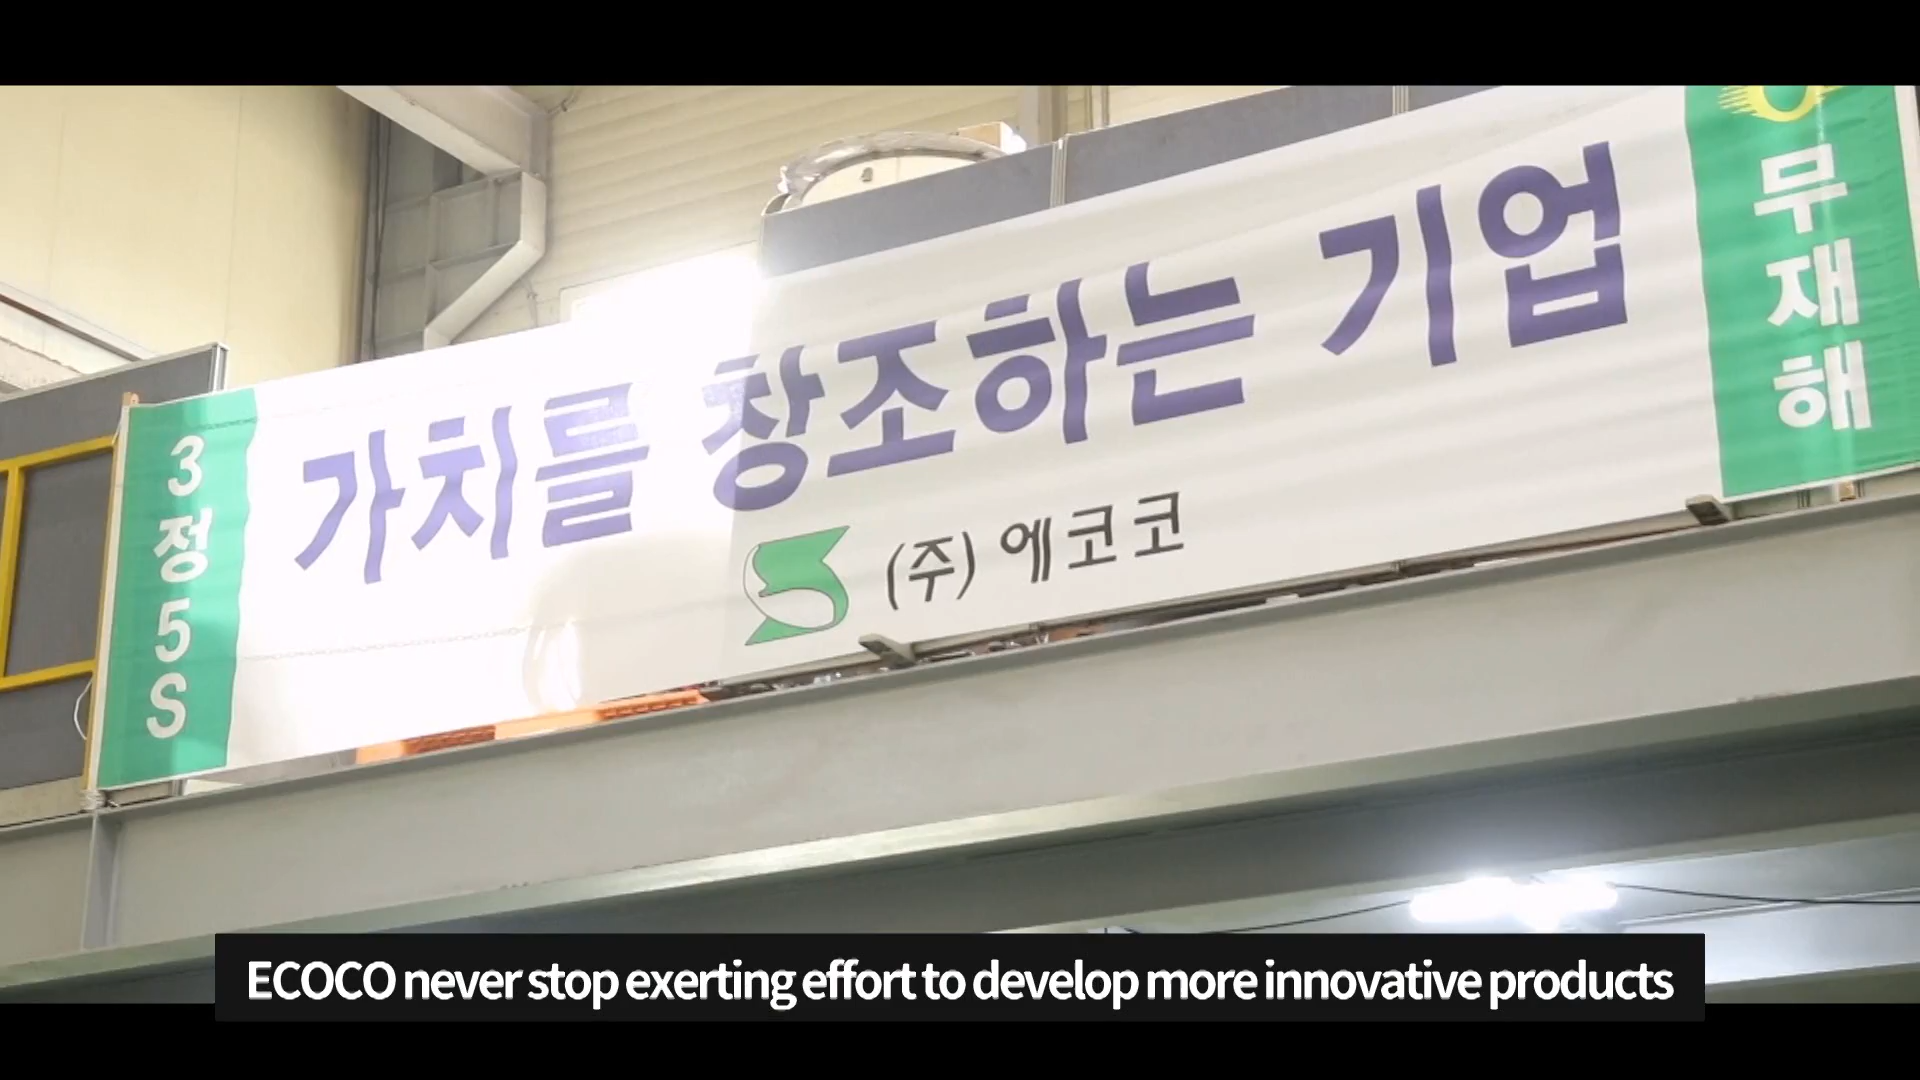 3정5S
가치를 창조하는 기업
(주) 에코코
무재해
ECOCO never stop exerting effort to develop more innovative products